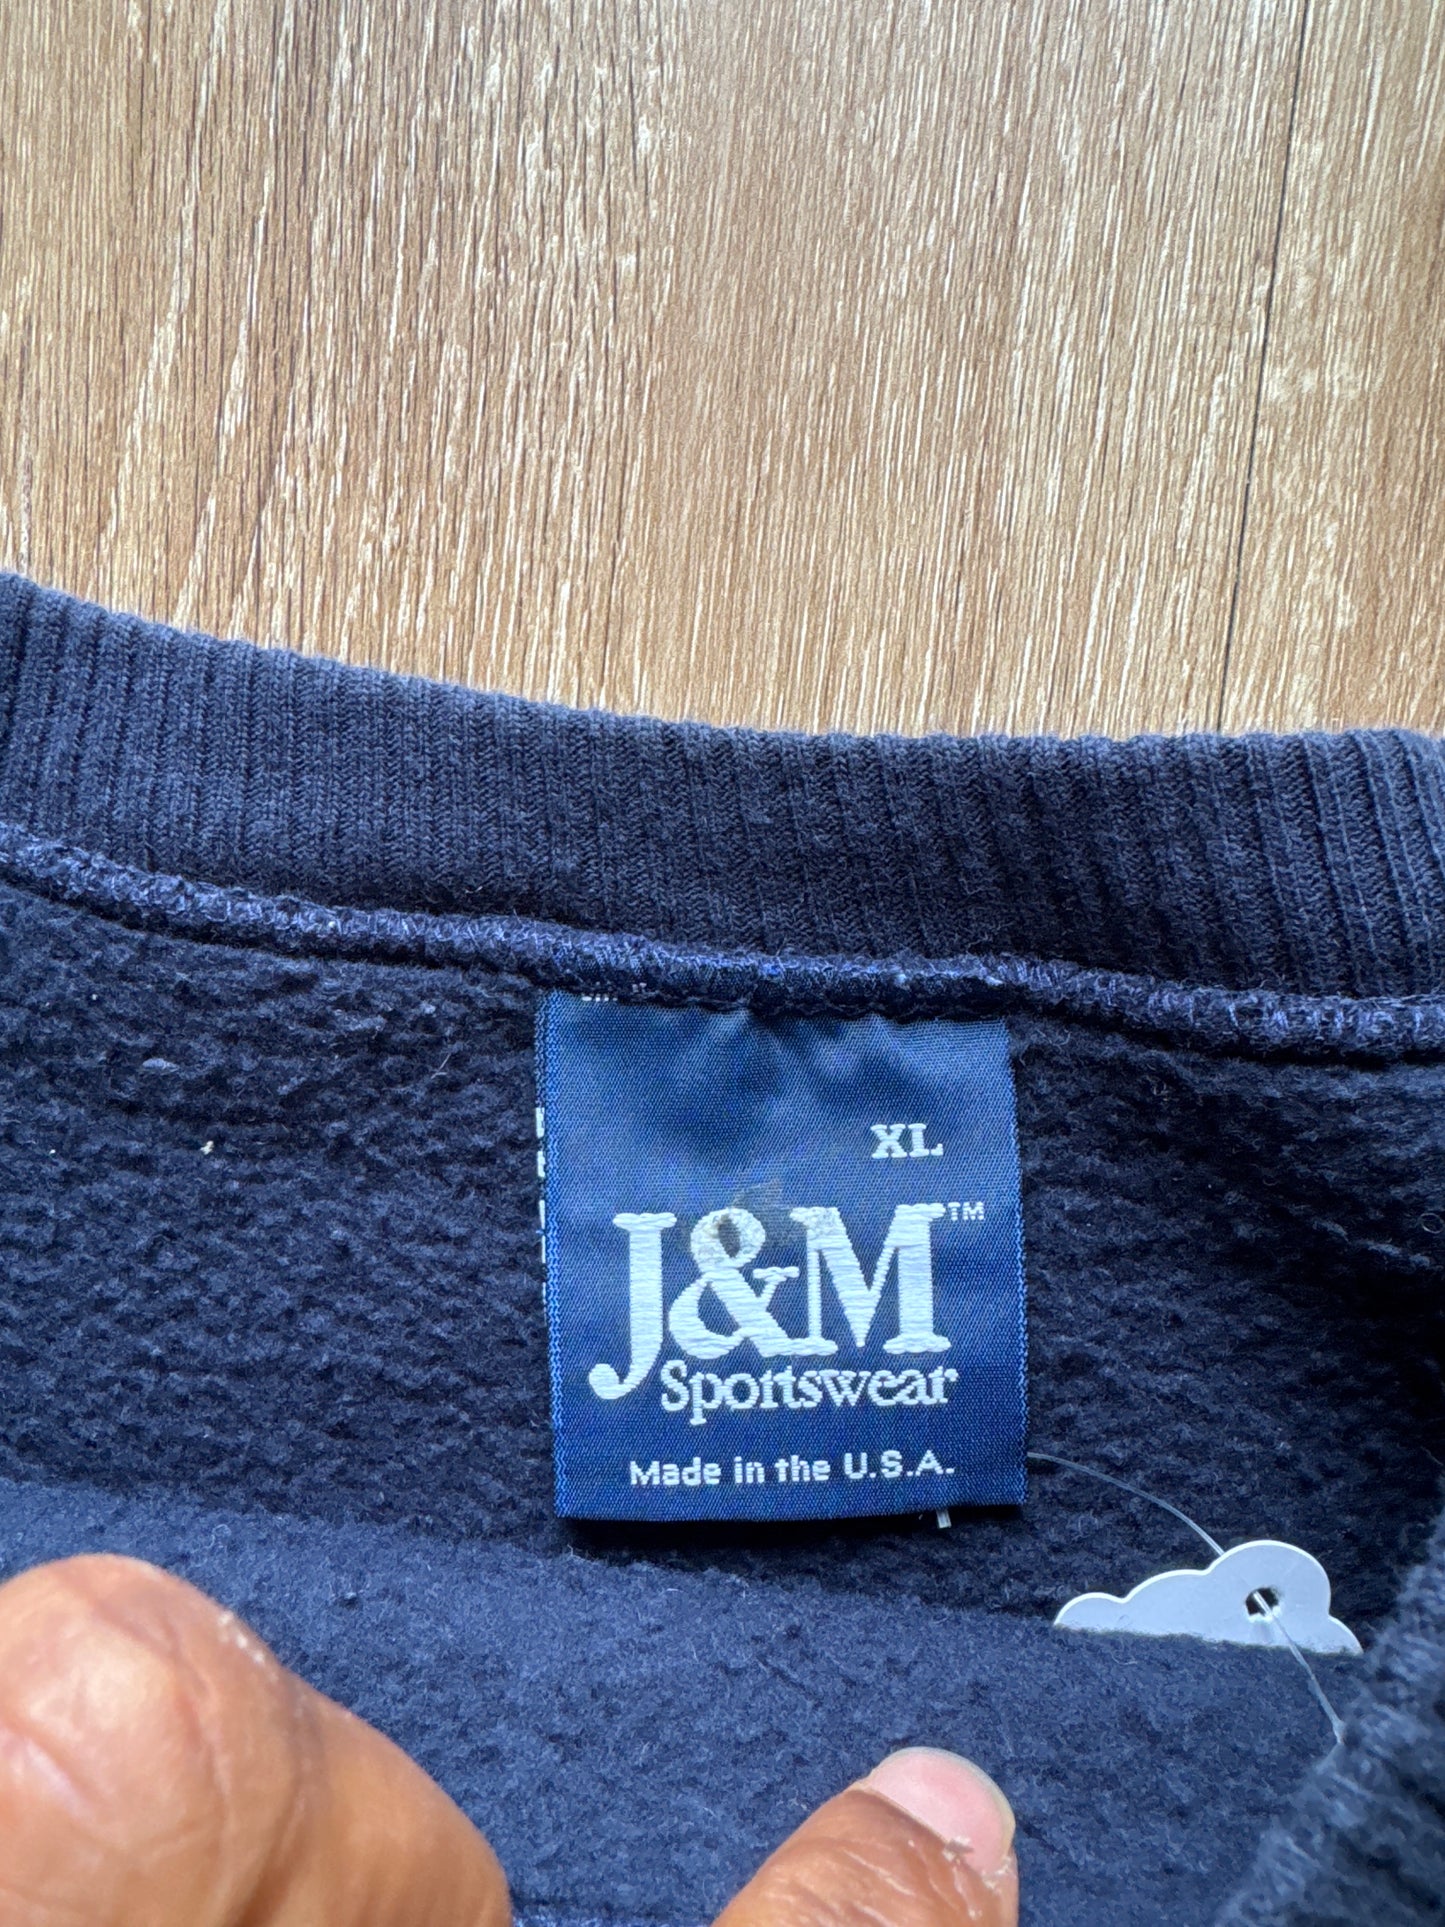 XL
J&M™
Sportswear
Made in the U.S.A.